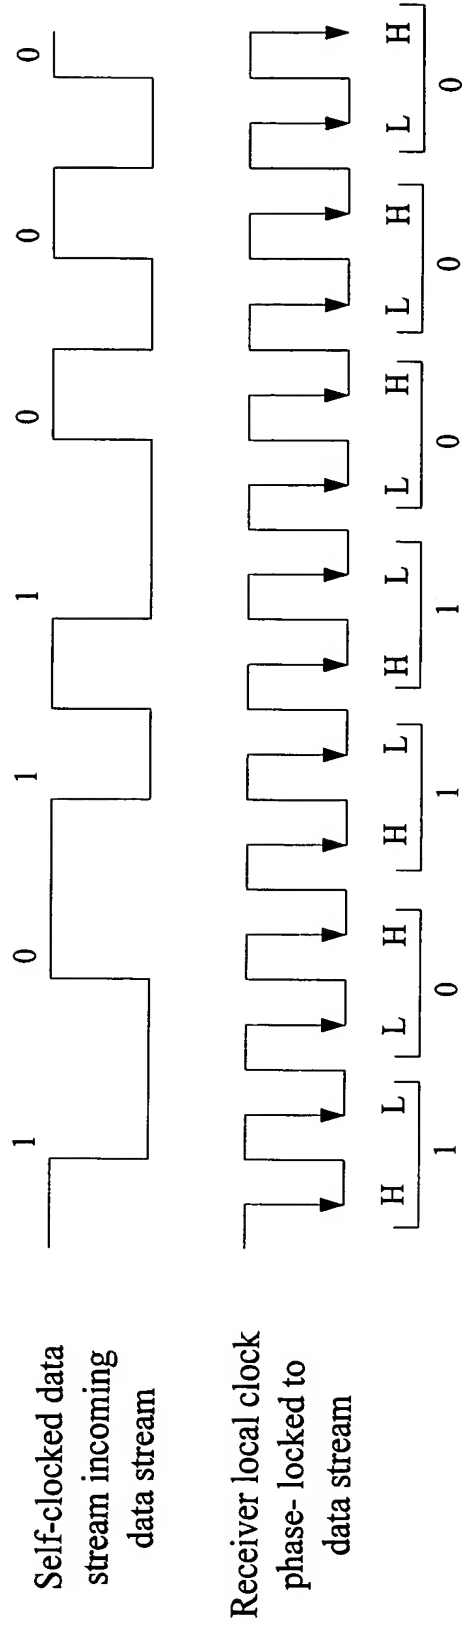 1 0 1 1 0 0 0
Self-clocked data
stream incoming
data stream
Receiver local clock
phase- locked to
data stream
H L L H H L H L L H L H L H
1 0 1 1 0 0 0